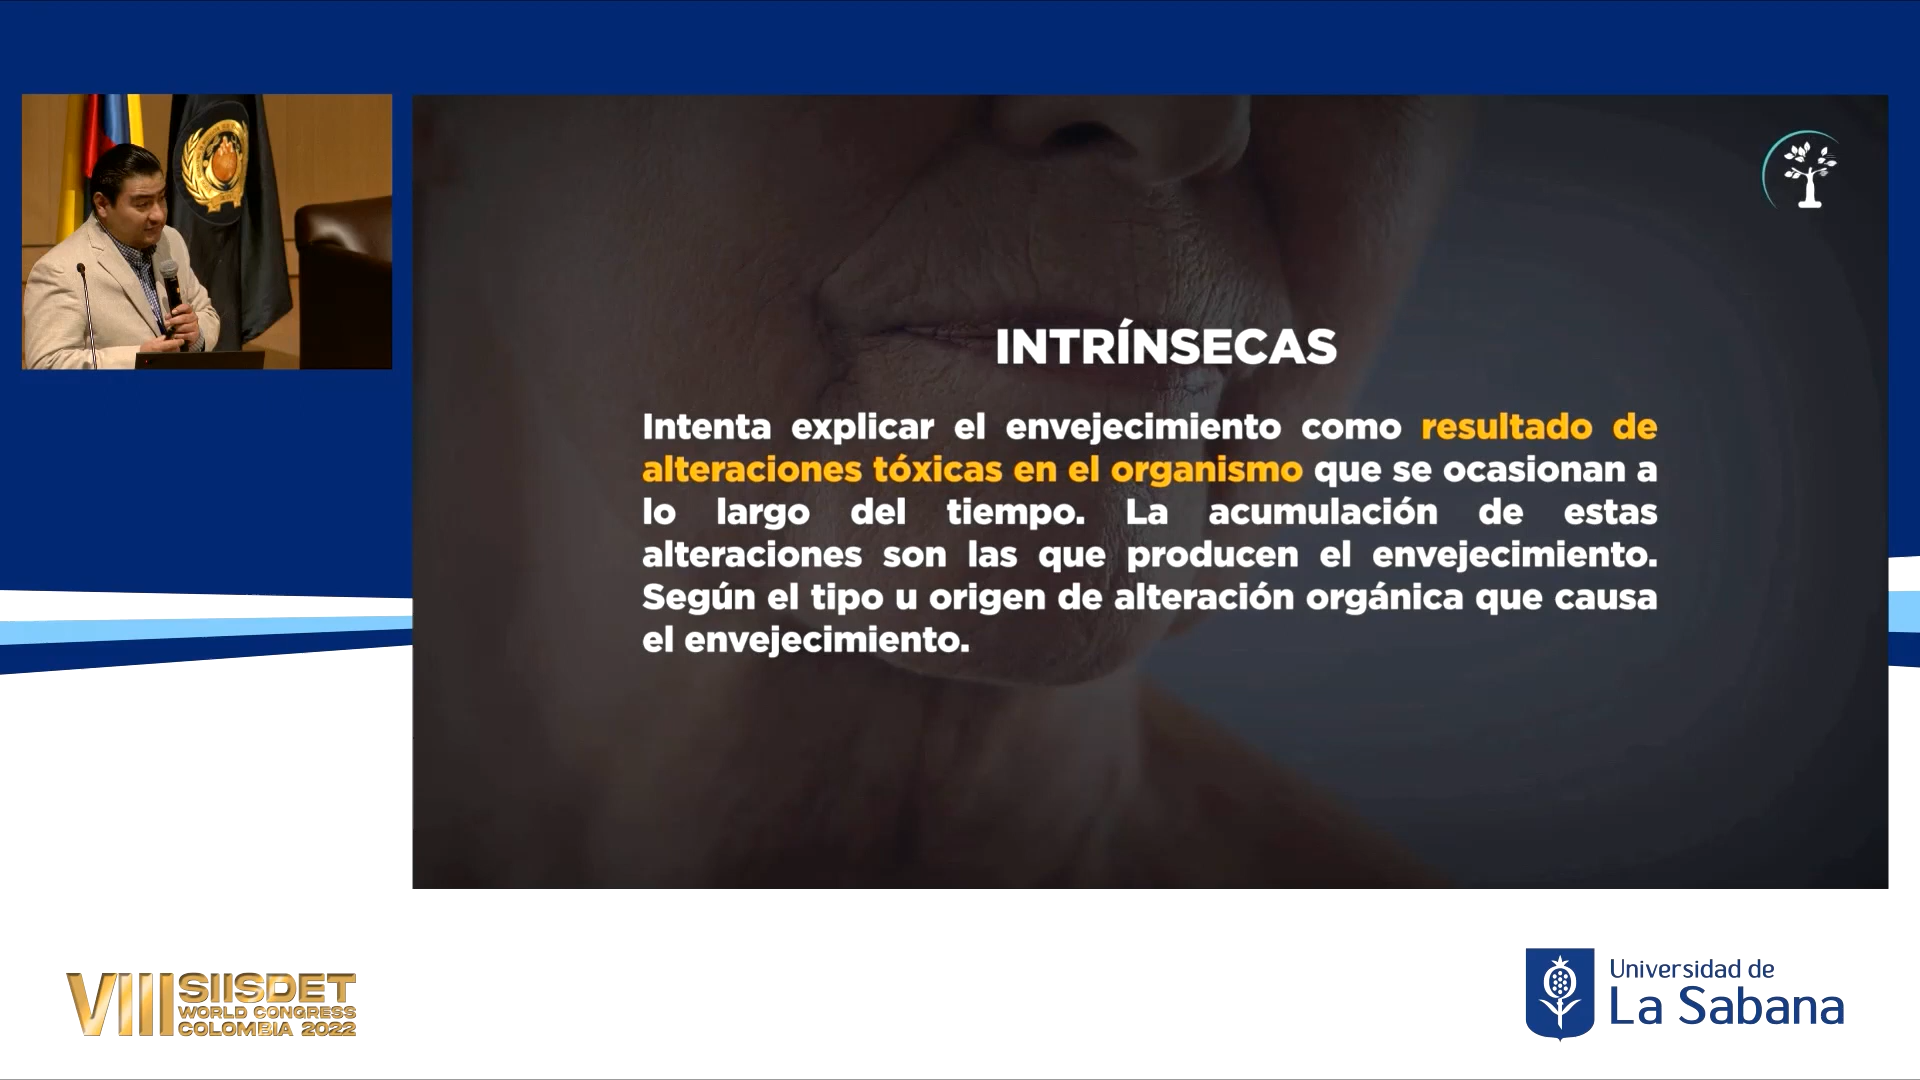 INTRÍNSECAS
Intenta explicar el envejecimiento como resultado de
alteraciones tóxicas en el organismo que se ocasionan a
lo largo del tiempo. La acumulación de estas
alteraciones son las que producen el envejecimiento.
Según el tipo u origen de alteración orgánica que causa
el envejecimiento.
VIII SIISDET
WORLD CONGRESS
COLOMBIA 2022
Universidad de
La Sabana